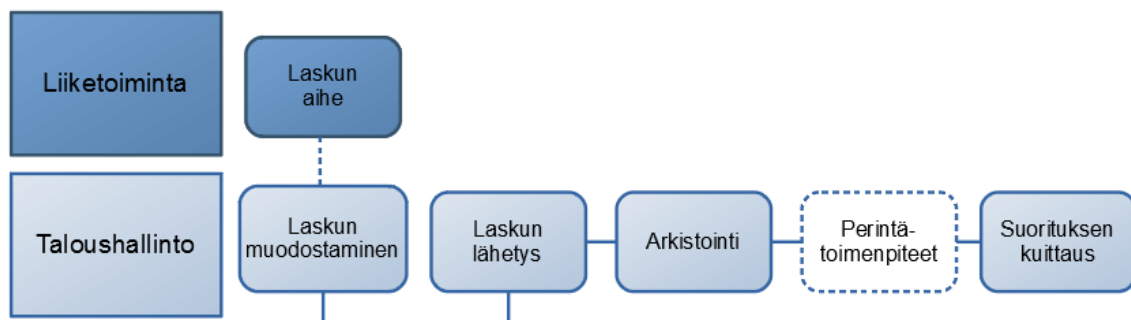 Liiketoiminta
Laskun
aihe
Taloushallinto
Laskun
muodostaminen
Laskun
lähetys
Arkistointi
Perintä-
toimenpiteet
Suorituksen
kuittaus